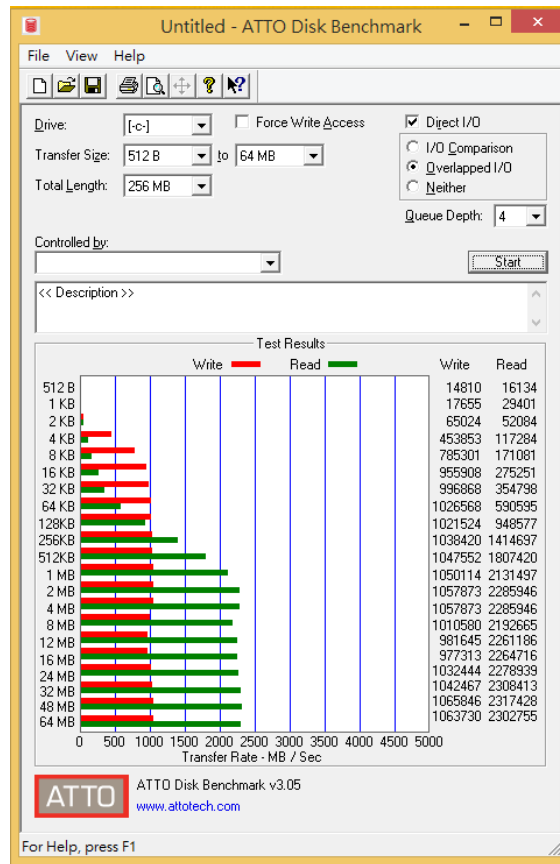 Untitled - ATTO Disk Benchmark
File View Help
Drive: [-c-] Force Write Access Direct I/O
Transfer Size: 512 B to 64 MB I/O Comparison
Total Length: 256 MB Overlapped I/O
Neither
Queue Depth: 4
Controlled by:
Start
<< Description >>
Test Results
Write Read Write Read
512 B 14810 16134
1 KB 17655 29401
2 KB 65024 52084
4 KB 453853 117284
8 KB 785301 171081
16 KB 955908 275251
32 KB 996868 354798
64 KB 1026568 590595
128KB 1021524 948577
256KB 1038420 1414697
512KB 1047552 1807420
1 MB 1050114 2131497
2 MB 1057873 2285946
4 MB 1057873 2285946
8 MB 1010580 2192665
12 MB 981645 2261186
16 MB 977313 2264716
24 MB 1032444 2278939
32 MB 1042467 2308413
48 MB 1065846 2317428
64 MB 1063730 2302755
0 500 1000 1500 2000 2500 3000 3500 4000 4500 5000
Transfer Rate - MB / Sec
ATTO
ATTO Disk Benchmark v3.05
www.attotech.com
For Help, press F1